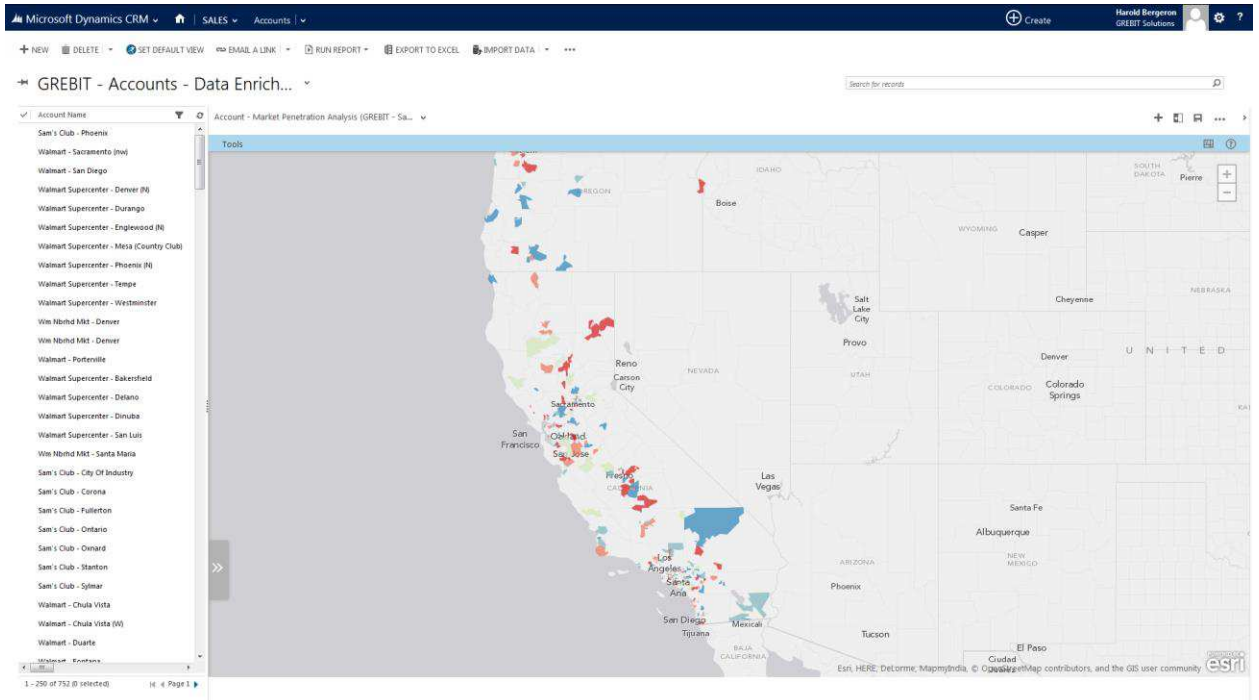 Microsoft Dynamics CRM
SALES
Accounts
Create
Harold Bergeron
GREBIT Solutions
?
NEW
DELETE
SET DEFAULT VIEW
EMAIL A LINK
RUN REPORT
EXPORT TO EXCEL
IMPORT DATA
GREBIT - Accounts - Data Enrich...
Search for records
Account Name
Account - Market Penetration Analysis (GREBIT - Sa...
Tools
Sam's Club - Phoenix
Walmart - Sacramento (nw)
Walmart - San Diego
Walmart Supercenter - Denver (N)
Walmart Supercenter - Durango
Walmart Supercenter - Englewood (N)
Walmart Supercenter - Mesa (Country Club)
Walmart Supercenter - Phoenix (N)
Walmart Supercenter - Tempe
Walmart Supercenter - Westminster
Wm Nbrhd Mkt - Denver
Wm Nbrhd Mkt - Denver
Walmart - Porterville
Walmart Supercenter - Bakersfield
Walmart Supercenter - Delano
Walmart Supercenter - Dinuba
Walmart Supercenter - San Luis
Wm Nbrhd Mkt - Santa Maria
Sam's Club - City Of Industry
Sam's Club - Corona
Sam's Club - Fullerton
Sam's Club - Ontario
Sam's Club - Oxnard
Sam's Club - Stanton
Sam's Club - Sylmar
Walmart - Chula Vista
Walmart - Chula Vista (W)
Walmart - Duarte
Walmart - Fontana
1 - 250 of 752 (0 selected)
Page 1
IDAHO
SOUTH
DAKOTA
Pierre
OREGON
Boise
WYOMING
Casper
NEBRASKA
Salt
Lake
City
Cheyenne
Provo
Reno
NEVADA
Carson
City
UTAH
Denver
UNITED
COLORADO
Colorado
Springs
Sacramento
San
Francisco
Oakland
San Jose
Fresno
CALIFORNIA
Las
Vegas
Santa Fe
Albuquerque
NEW
MEXICO
Los
Angeles
Santa
Ana
ARIZONA
Phoenix
San Diego
Tijuana
Mexicali
Tucson
BAJA
CALIFORNIA
El Paso
Ciudad
Esri, HERE, DeLorme, MapmyIndia, © OpenStreetMap contributors, and the GIS user community
esri